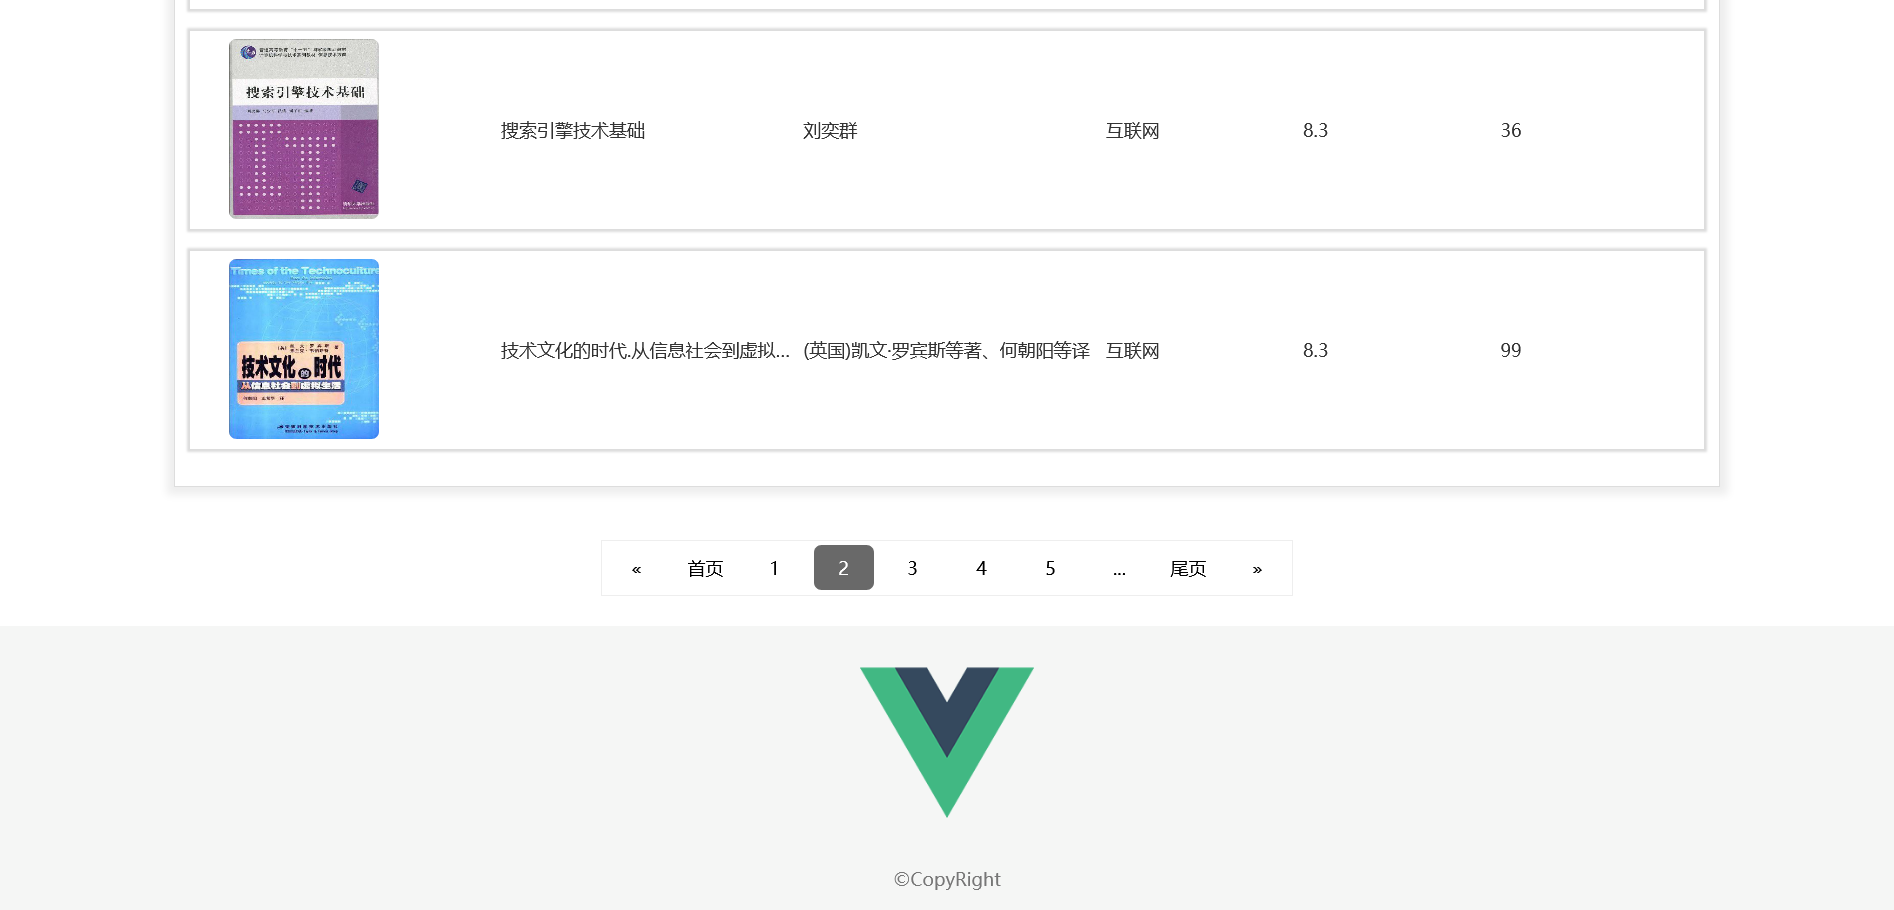 搜索引擎技术基础
搜索引擎技术基础
刘奕群
互联网
8.3
36
Times of the Technoculture
技术文化的时代
从信息社会到虚拟生活
技术文化的时代.从信息社会到虚拟...
(英国)凯文·罗宾斯等著、何朝阳等译
互联网
8.3
99
«
首页
1
2
3
4
5
...
尾页
»
©CopyRight